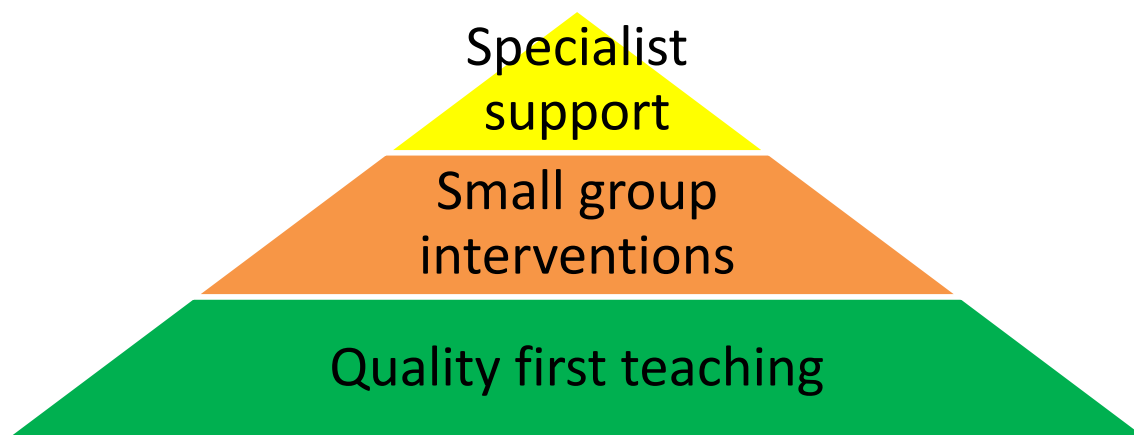 Specialist
support
Small group
interventions
Quality first teaching